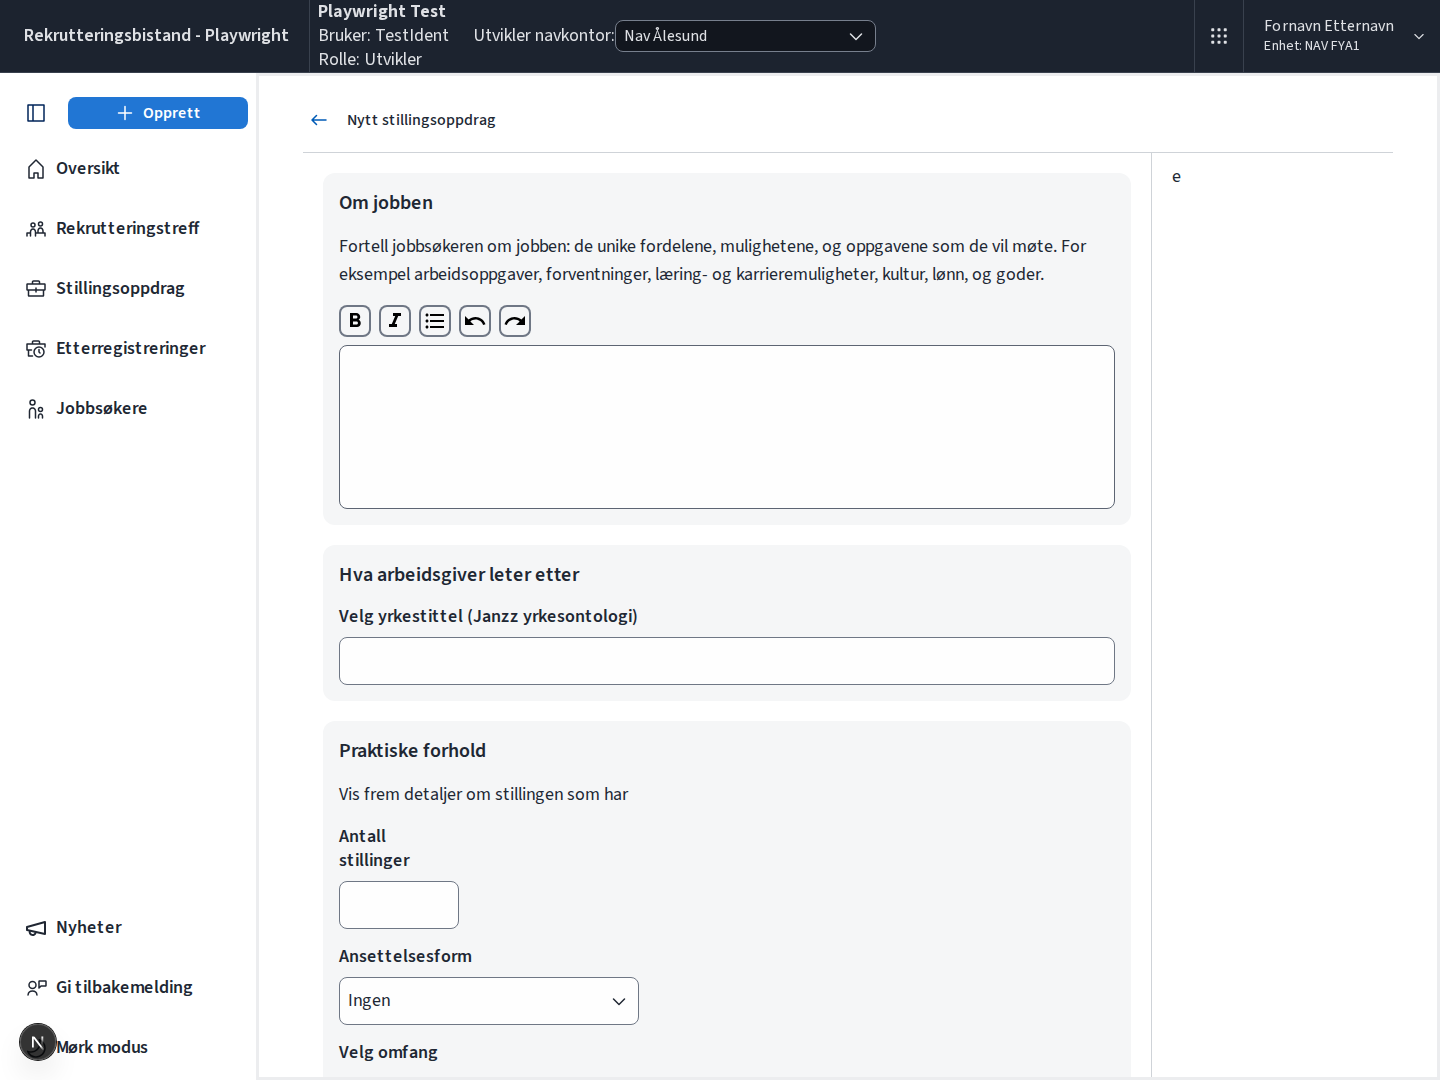 Rekrutteringsbistand - Playwright
Playwright Test
Bruker: TestIdent
Rolle: Utvikler
Utvikler navkontor:
Nav Ålesund
Fornavn Etternavn
Enhet: NAV FYA1
Opprett
Oversikt
Rekrutteringstreff
Stillingsoppdrag
Etterregistreringer
Jobbsøkere
Nyheter
Gi tilbakemelding
N
Mørk modus
Nytt stillingsoppdrag
Om jobben
Fortell jobbsøkeren om jobben: de unike fordelene, mulighetene, og oppgavene som de vil møte. For
eksempel arbeidsoppgaver, forventninger, læring- og karrieremuligheter, kultur, lønn, og goder.
B I
Hva arbeidsgiver leter etter
Velg yrkestittel (Janzz yrkesontologi)
Praktiske forhold
Vis frem detaljer om stillingen som har
Antall
stillinger
Ansettelsesform
Ingen
Velg omfang
e